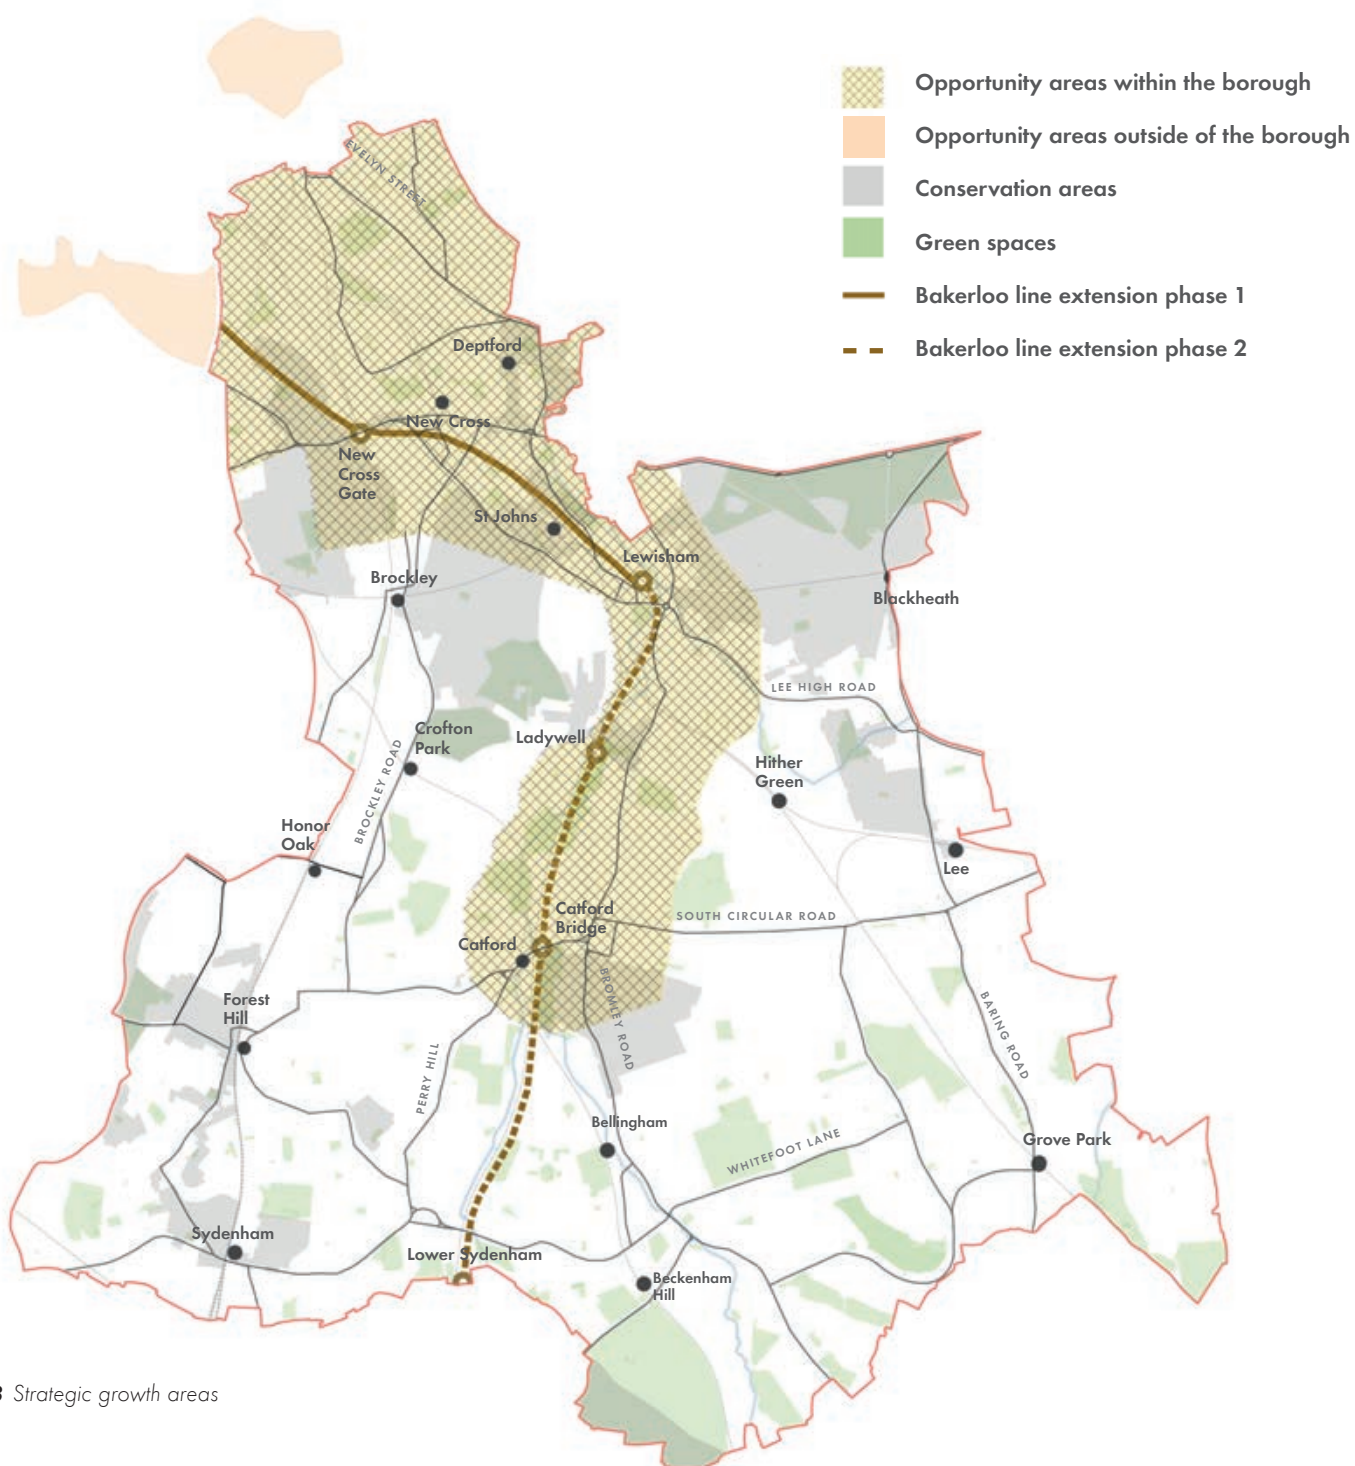 Opportunity areas within the borough
Opportunity areas outside of the borough
Conservation areas
Green spaces
Bakerloo line extension phase 1
Bakerloo line extension phase 2
EVELYN STREET
Deptford
New Cross
New
Cross
Gate
St Johns
Lewisham
Brockley
Blackheath
LEE HIGH ROAD
Crofton
Park
Ladywell
BROCKLEY ROAD
Hither
Green
Honor
Oak
Lee
Catford
Bridge
SOUTH CIRCULAR ROAD
Catford
BROMLEY ROAD
Forest
Hill
BARING ROAD
PERRY HILL
Bellingham
WHITEFOOT LANE
Grove Park
Sydenham
Lower Sydenham
Beckenham
Hill
Strategic growth areas